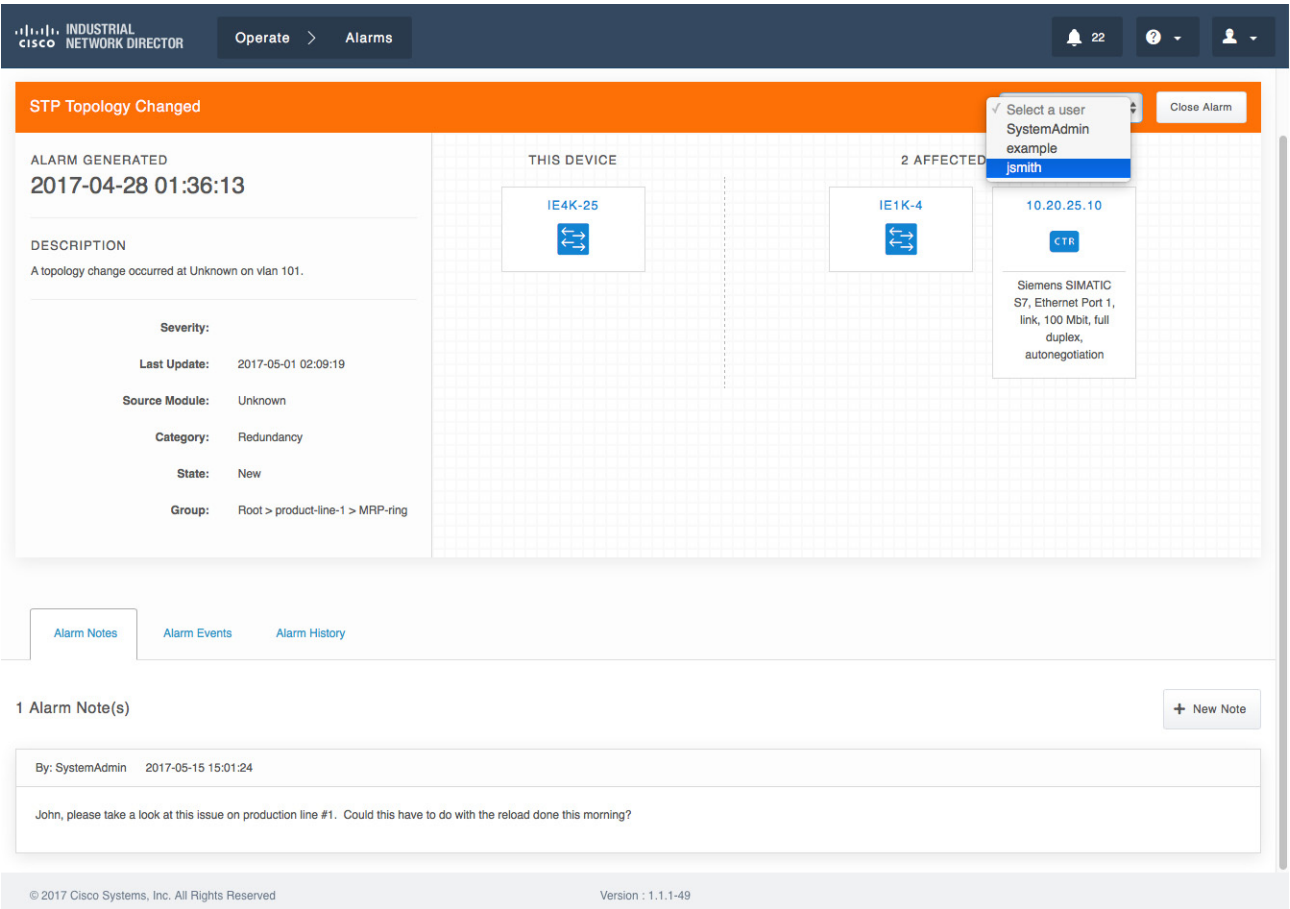 INDUSTRIAL
CISCO NETWORK DIRECTOR
Operate > Alarms
22
STP Topology Changed
✓ Select a user
SystemAdmin
example
jsmith
Close Alarm
ALARM GENERATED
2017-04-28 01:36:13
DESCRIPTION
A topology change occurred at Unknown on vlan 101.
Severity:
Last Update: 2017-05-01 02:09:19
Source Module: Unknown
Category: Redundancy
State: New
Group: Root > product-line-1 > MRP-ring
THIS DEVICE
IE4K-25
2 AFFECTED
IE1K-4
10.20.25.10
CTR
Siemens SIMATIC
S7, Ethernet Port 1,
link, 100 Mbit, full
duplex,
autonegotiation
Alarm Notes
Alarm Events
Alarm History
1 Alarm Note(s)
+ New Note
By: SystemAdmin 2017-05-15 15:01:24
John, please take a look at this issue on production line #1. Could this have to do with the reload done this morning?
© 2017 Cisco Systems, Inc. All Rights Reserved
Version : 1.1.1-49